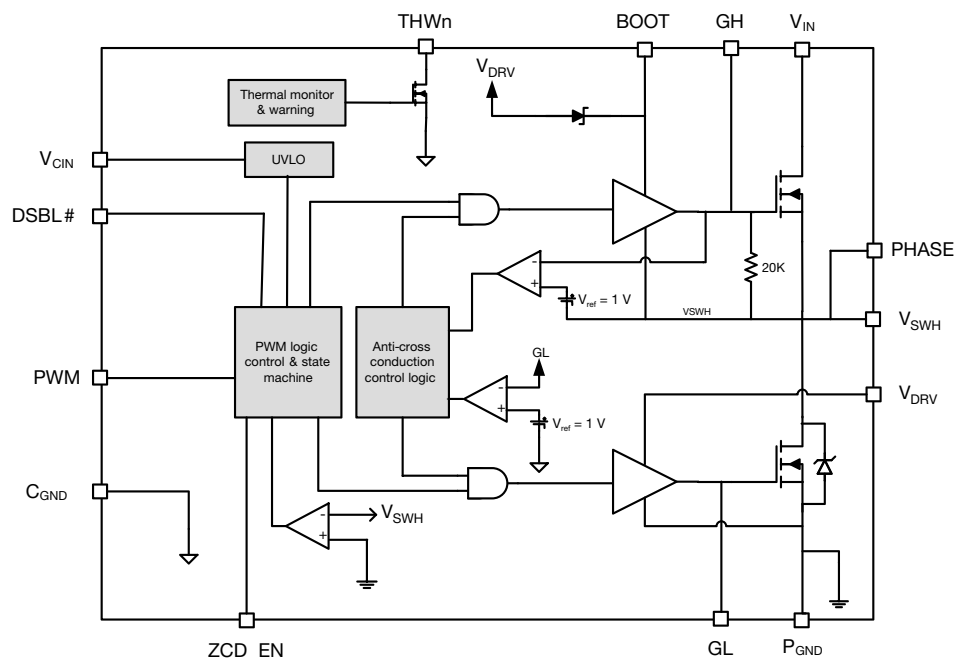 THWn
BOOT
GH
VIN
VDRV
Thermal monitor
& warning
VCIN
UVLO
DSBL#
PHASE
20K
Vref = 1 V
VSWH
VSWH
PWM logic
control & state
machine
Anti-cross
conduction
control logic
GL
PWM
VDRV
Vref = 1 V
CGND
VSWH
ZCD_EN
GL
PGND